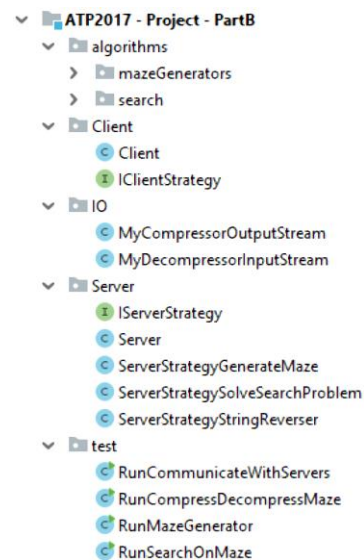 ATP2017 - Project - PartB
algorithms
mazeGenerators
search
Client
C Client
I IClientStrategy
IO
C MyCompressorOutputStream
C MyDecompressorInputStream
Server
I IServerStrategy
C Server
C ServerStrategyGenerateMaze
C ServerStrategySolveSearchProblem
C ServerStrategyStringReverser
test
C RunCommunicateWithServers
C RunCompressDecompressMaze
C RunMazeGenerator
C RunSearchOnMaze